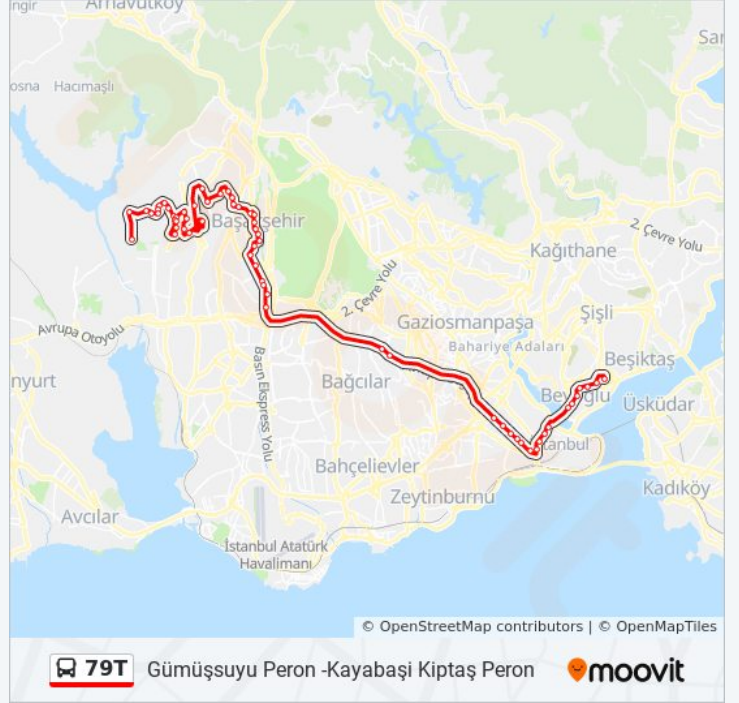 Arnavutköy
ngir
Sar
osna
Hacımaşlı
Başakşehir
2. Çevre Yolu
Kağıthane
2. Çevre Yolu
Şişli
Gaziosmanpaşa
Avrupa Otoyolu
Bahariye Adaları
Beşiktaş
nyurt
Basın Ekspress Yolu
Bağcılar
Beyoğlu
Üsküdar
stanbul
Bahçelievler
Zeytinburnu
Kadıköy
Avcılar
İstanbul Atatürk
Havalimanı
© OpenStreetMap contributors | © OpenMapTiles
79T Gümüşsuyu Peron -Kayabaşi Kiptaş Peron moovit